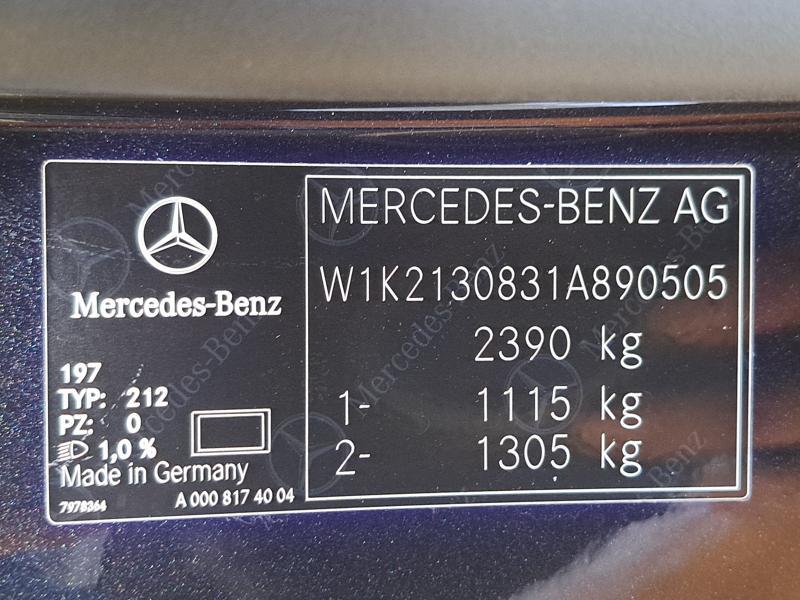 Mercedes-Benz
197
TYP: 212
PZ: 0
1,0 %
Made in Germany
7978364
A 000 817 40 04
MERCEDES-BENZ AG
W1K2130831A890505
2390 kg
1- 1115 kg
2- 1305 kg